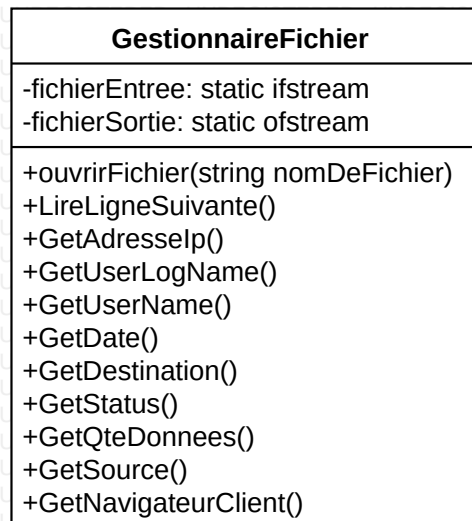 GestionnaireFichier
-fichierEntree: static ifstream
-fichierSortie: static ofstream
+ouvrirFichier(string nomDeFichier)
+LireLigneSuivante()
+GetAdresseIp()
+GetUserLogName()
+GetUserName()
+GetDate()
+GetDestination()
+GetStatus()
+GetQteDonnees()
+GetSource()
+GetNavigateurClient()